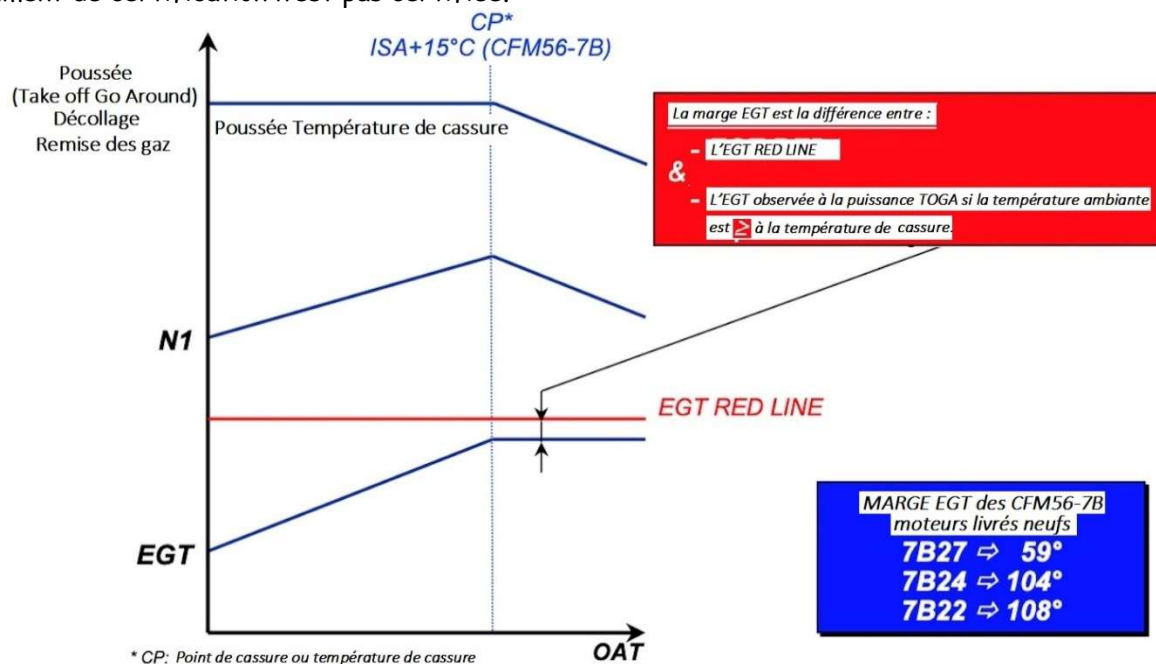 CP*
ISA+15°C (CFM56-7B)
Poussée
(Take off Go Around)
Décollage
Remise des gaz
Poussée Température de cassure
La marge EGT est la différence entre :
- L'EGT RED LINE
&
- L'EGT observée à la puissance TOGA si la température ambiante
est ≥ à la température de cassure.
N1
EGT RED LINE
EGT
MARGE EGT des CFM56-7B
moteurs livrés neufs
7B27 ⇨ 59°
7B24 ⇨ 104°
7B22 ⇨ 108°
OAT
* CP: Point de cassure ou température de cassure